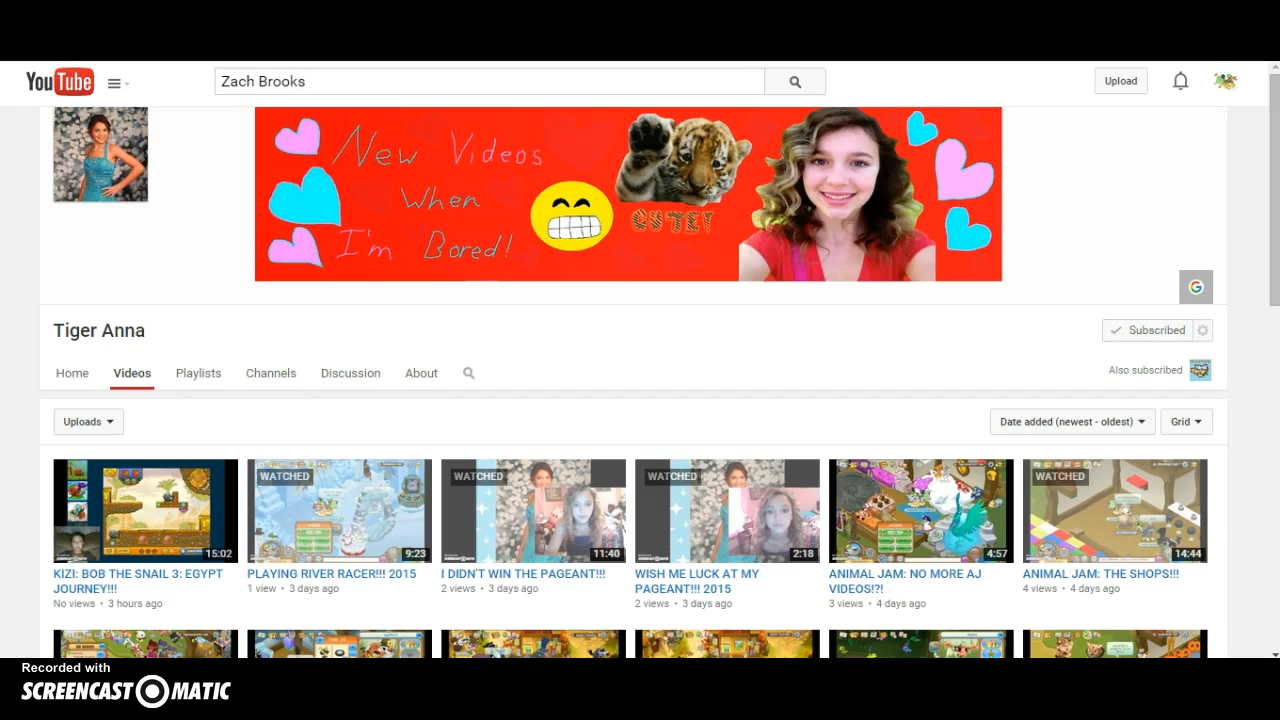 YouTube
Zach Brooks
Upload
New Videos
When
I'm Bored!
CUTE!
Tiger Anna
Subscribed
Home Videos Playlists Channels Discussion About
Also subscribed
Uploads
Date added (newest - oldest) Grid
WATCHED WATCHED WATCHED WATCHED
15:02 9:23 11:40 2:18 4:57 14:44
KIZI: BOB THE SNAIL 3: EGYPT
JOURNEY!!!
No views • 3 hours ago
PLAYING RIVER RACER!!! 2015
1 view • 3 days ago
I DIDN'T WIN THE PAGEANT!!!
2 views • 3 days ago
WISH ME LUCK AT MY
PAGEANT!!! 2015
2 views • 3 days ago
ANIMAL JAM: NO MORE AJ
VIDEOS!?!
3 views • 4 days ago
ANIMAL JAM: THE SHOPS!!!
4 views • 4 days ago
Recorded with
SCREENCAST O MATIC